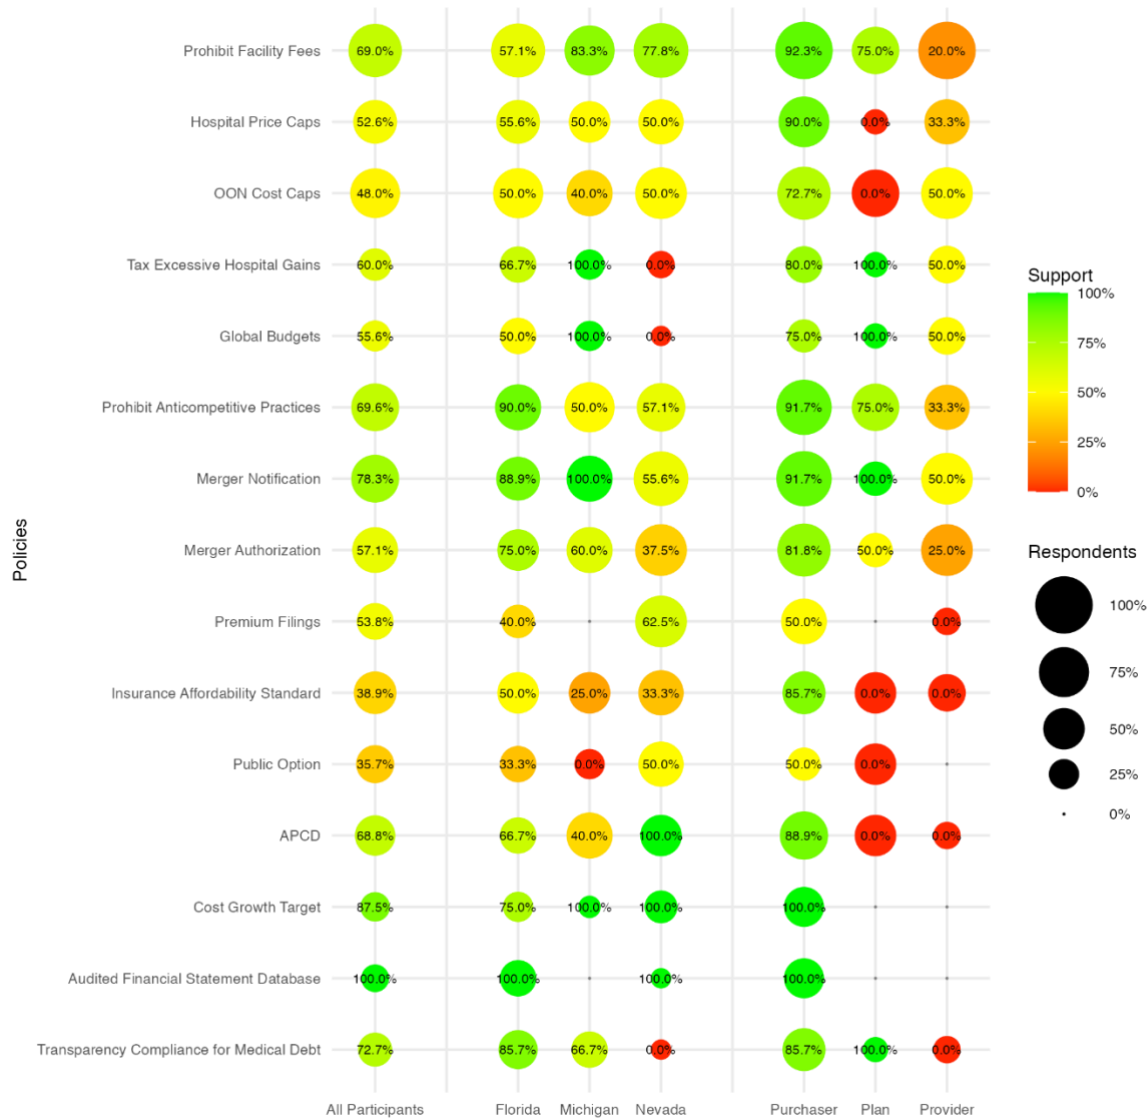 Policies
Prohibit Facility Fees 69.0% 57.1% 83.3% 77.8% 92.3% 75.0% 20.0%
Hospital Price Caps 52.6% 55.6% 50.0% 50.0% 90.0% 0.0% 33.3%
OON Cost Caps 48.0% 50.0% 40.0% 50.0% 72.7% 0.0% 50.0%
Tax Excessive Hospital Gains 60.0% 66.7% 100.0% 0.0% 80.0% 100.0% 50.0%
Global Budgets 55.6% 50.0% 100.0% 0.0% 75.0% 100.0% 50.0%
Prohibit Anticompetitive Practices 69.6% 90.0% 50.0% 57.1% 91.7% 75.0% 33.3%
Merger Notification 78.3% 88.9% 100.0% 55.6% 91.7% 100.0% 50.0%
Merger Authorization 57.1% 75.0% 60.0% 37.5% 81.8% 50.0% 25.0%
Premium Filings 53.8% 40.0% 62.5% 50.0% 0.0%
Insurance Affordability Standard 38.9% 50.0% 25.0% 33.3% 85.7% 0.0% 0.0%
Public Option 35.7% 33.3% 0.0% 50.0% 50.0% 0.0%
APCD 68.8% 66.7% 40.0% 100.0% 88.9% 0.0% 0.0%
Cost Growth Target 87.5% 75.0% 100.0% 100.0% 100.0%
Audited Financial Statement Database 100.0% 100.0% 100.0% 100.0%
Transparency Compliance for Medical Debt 72.7% 85.7% 66.7% 0.0% 85.7% 100.0% 0.0%
All Participants Florida Michigan Nevada Purchaser Plan Provider
Support
100%
75%
50%
25%
0%
Respondents
100%
75%
50%
25%
0%